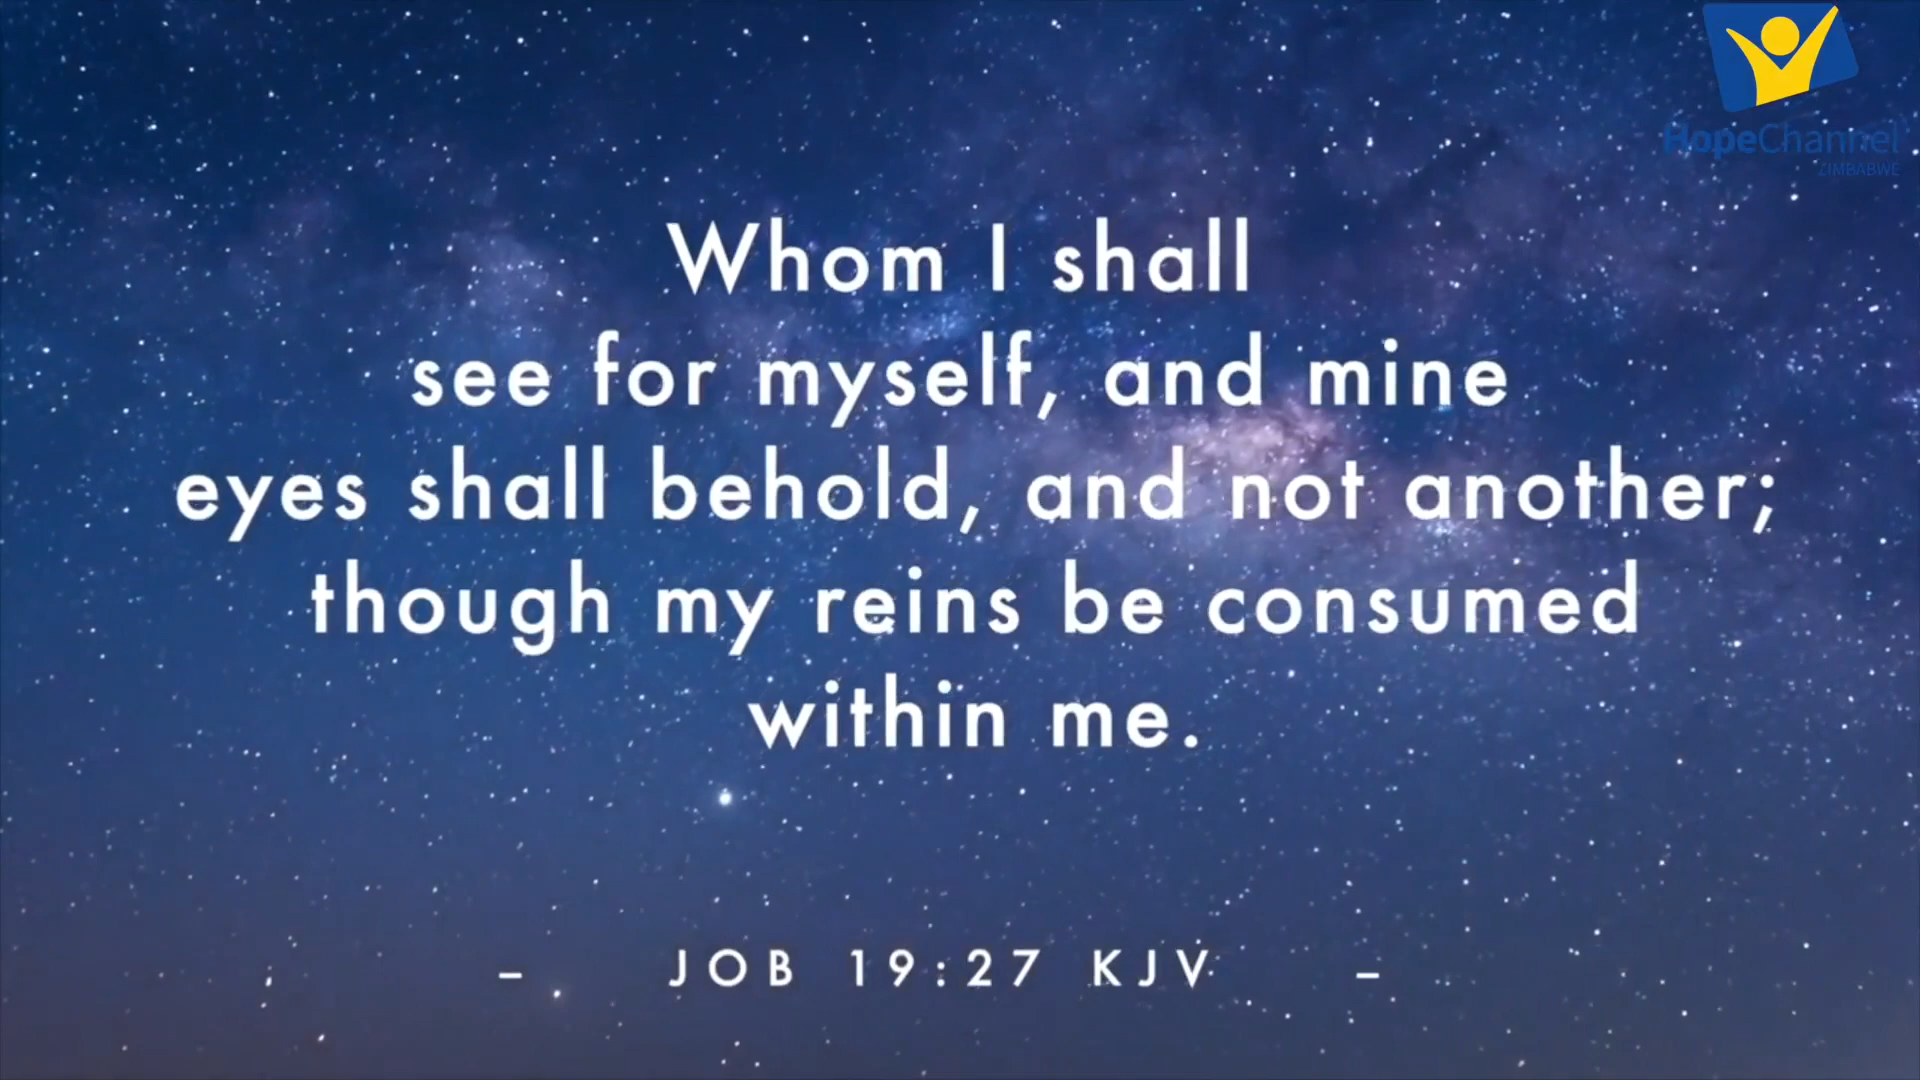 HopeChannel
ZIMBABWE
Whom I shall
see for myself, and mine
eyes shall behold, and not another;
though my reins be consumed
within me.
– JOB 19:27 KJV –